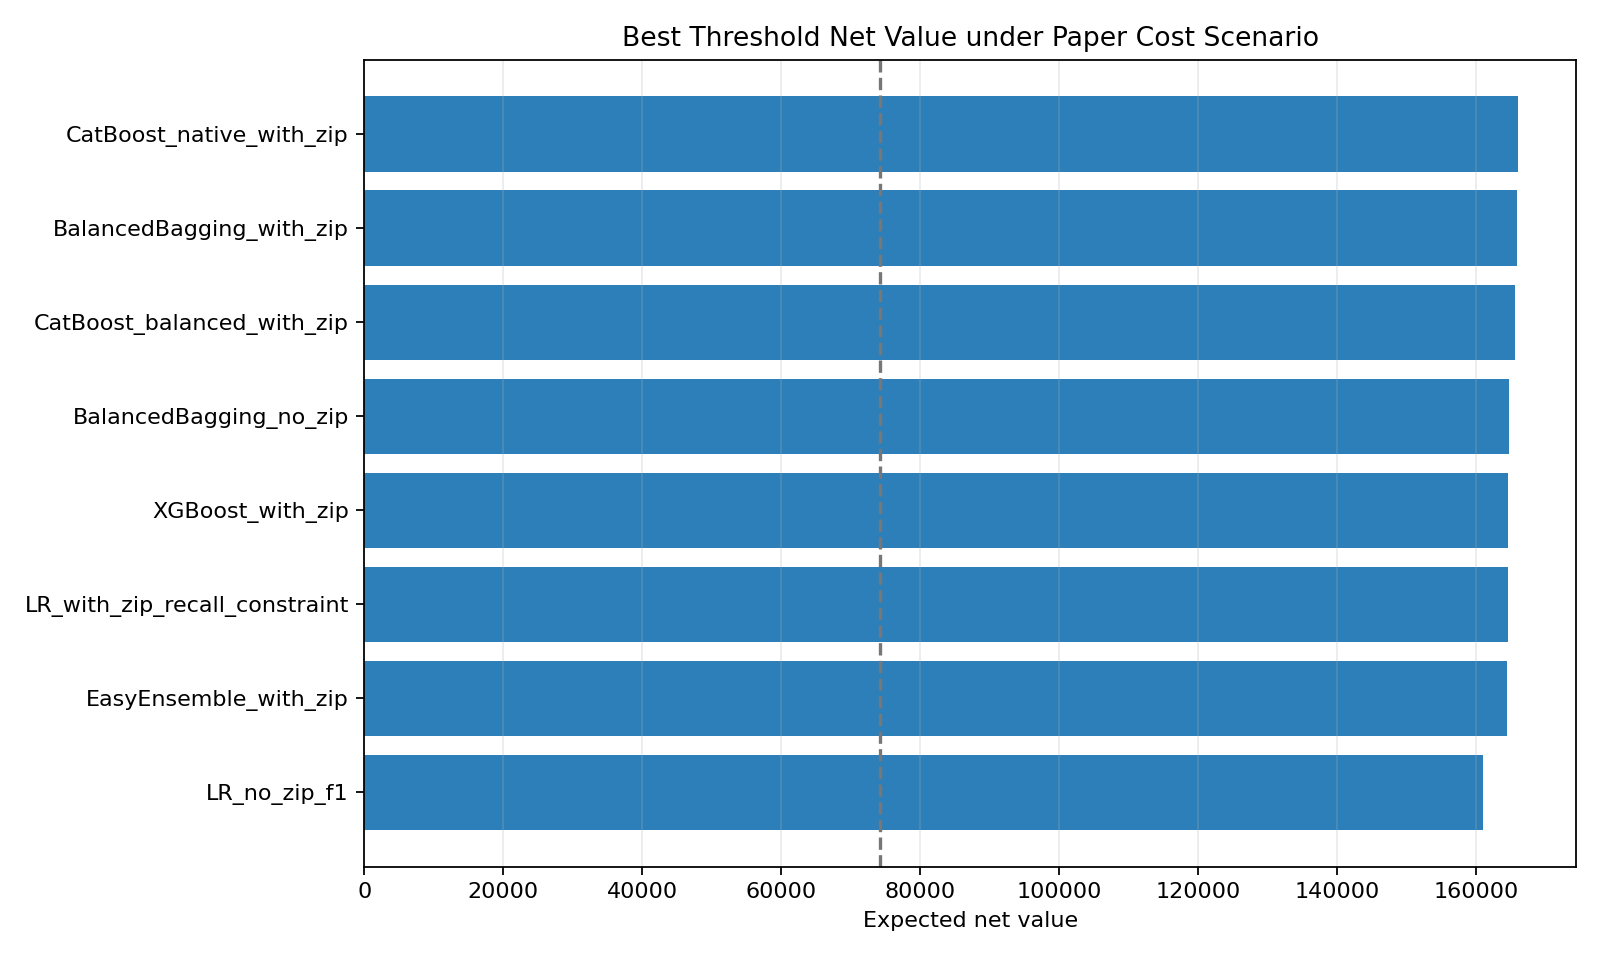 Best Threshold Net Value under Paper Cost Scenario
CatBoost_native_with_zip
BalancedBagging_with_zip
CatBoost_balanced_with_zip
BalancedBagging_no_zip
XGBoost_with_zip
LR_with_zip_recall_constraint
EasyEnsemble_with_zip
LR_no_zip_f1
0 20000 40000 60000 80000 100000 120000 140000 160000
Expected net value